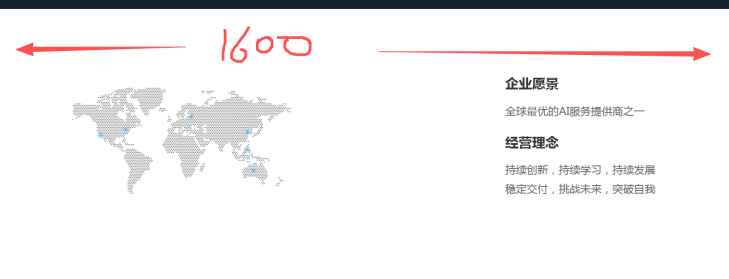 1600
企业愿景
全球最优的AI服务提供商之一
经营理念
持续创新，持续学习，持续发展
稳定交付，挑战未来，突破自我